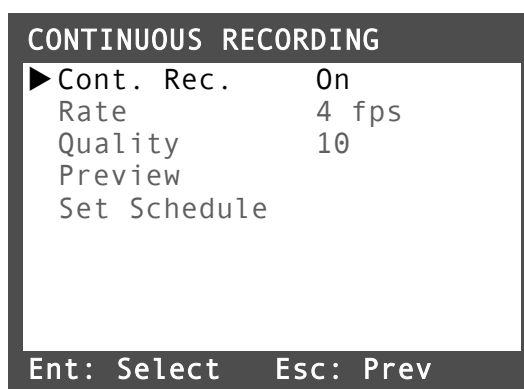 CONTINUOUS RECORDING
▶Cont. Rec. On
Rate 4 fps
Quality 10
Preview
Set Schedule
Ent: Select Esc: Prev